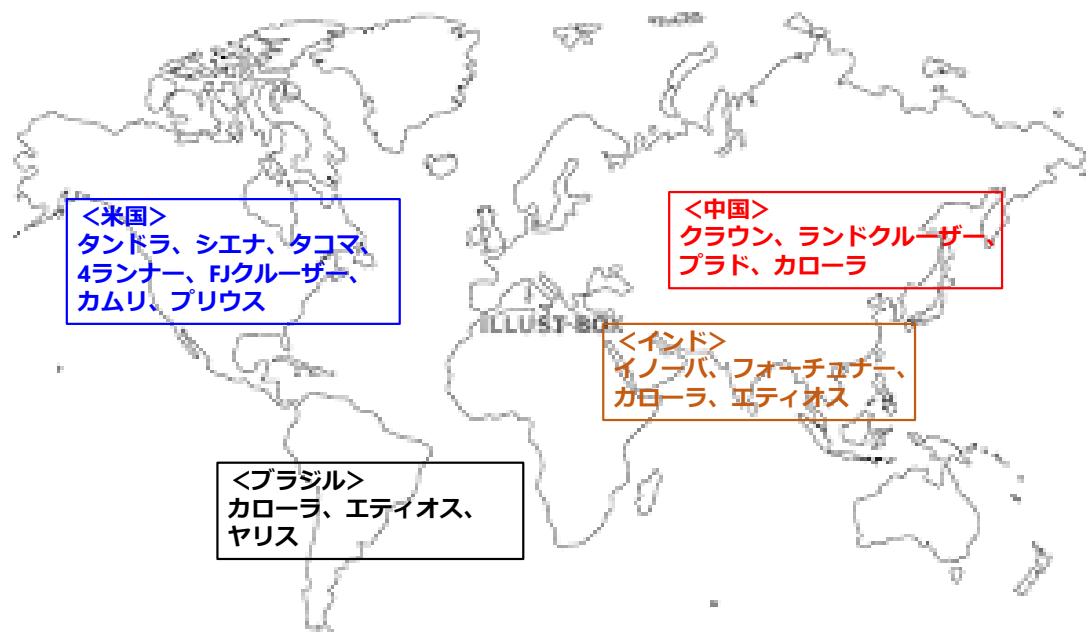 <米国>
タンドラ、シエナ、タコマ、
4ランナー、FJクルーザー、
カムリ、プリウス
<中国>
クラウン、ランドクルーザー、
プラド、カローラ
ILLUST-BOX
<インド>
イノーバ、フォーチュナー、
カローラ、エティオス
<ブラジル>
カローラ、エティオス、
ヤリス